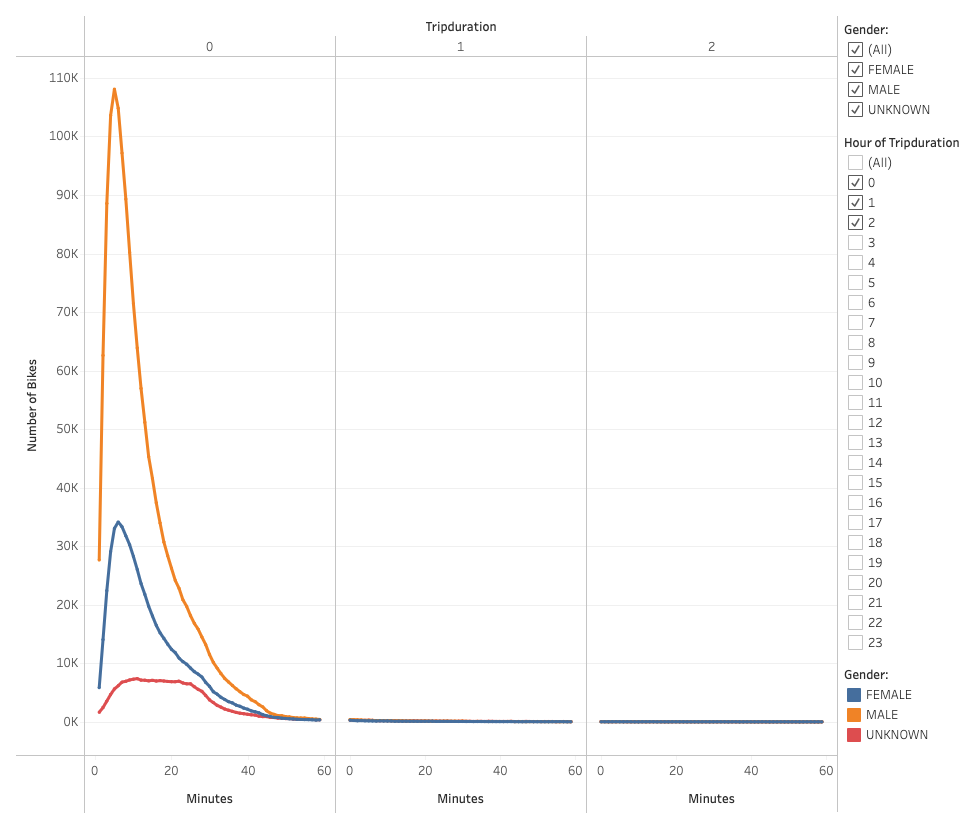 Tripduration
0 1 2
110K
100K
90K
80K
70K
60K
50K
40K
30K
20K
10K
0K
Number of Bikes
0 20 40 60 0 20 40 60 0 20 40 60
Minutes Minutes Minutes
Gender:
(All)
FEMALE
MALE
UNKNOWN
Hour of Tripduration
(All)
0
1
2
3
4
5
6
7
8
9
10
11
12
13
14
15
16
17
18
19
20
21
22
23
Gender:
FEMALE
MALE
UNKNOWN